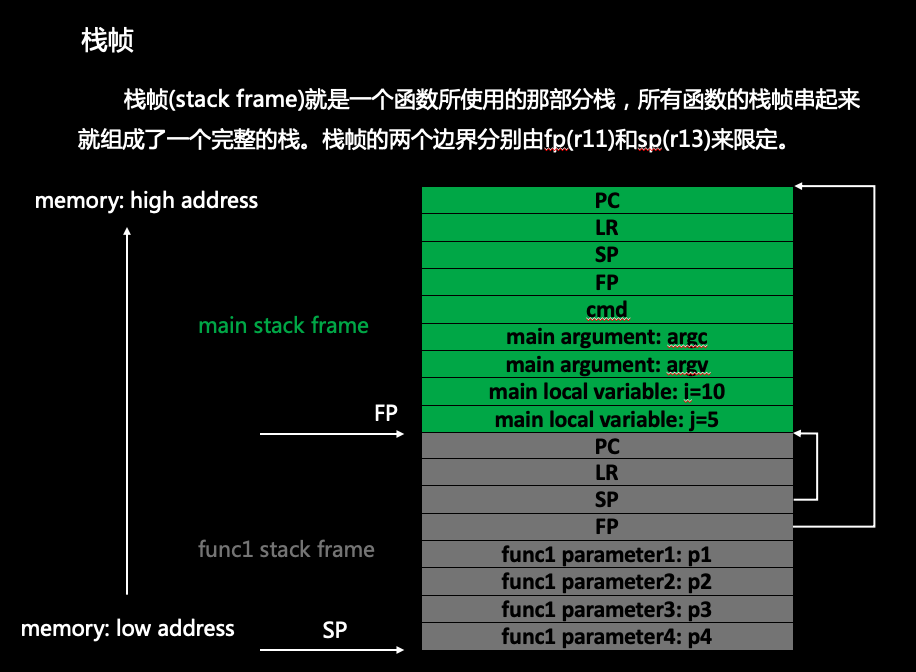 栈帧
栈帧(stack frame)就是一个函数所使用的那部分栈，所有函数的栈帧串起来
就组成了一个完整的栈。栈帧的两个边界分别由fp(r11)和sp(r13)来限定。
memory: high address
PC
LR
SP
FP
cmd
main stack frame
main argument: argc
main argument: argv
main local variable: i=10
FP
main local variable: j=5
PC
LR
SP
FP
func1 stack frame
func1 parameter1: p1
func1 parameter2: p2
func1 parameter3: p3
memory: low address
SP
func1 parameter4: p4